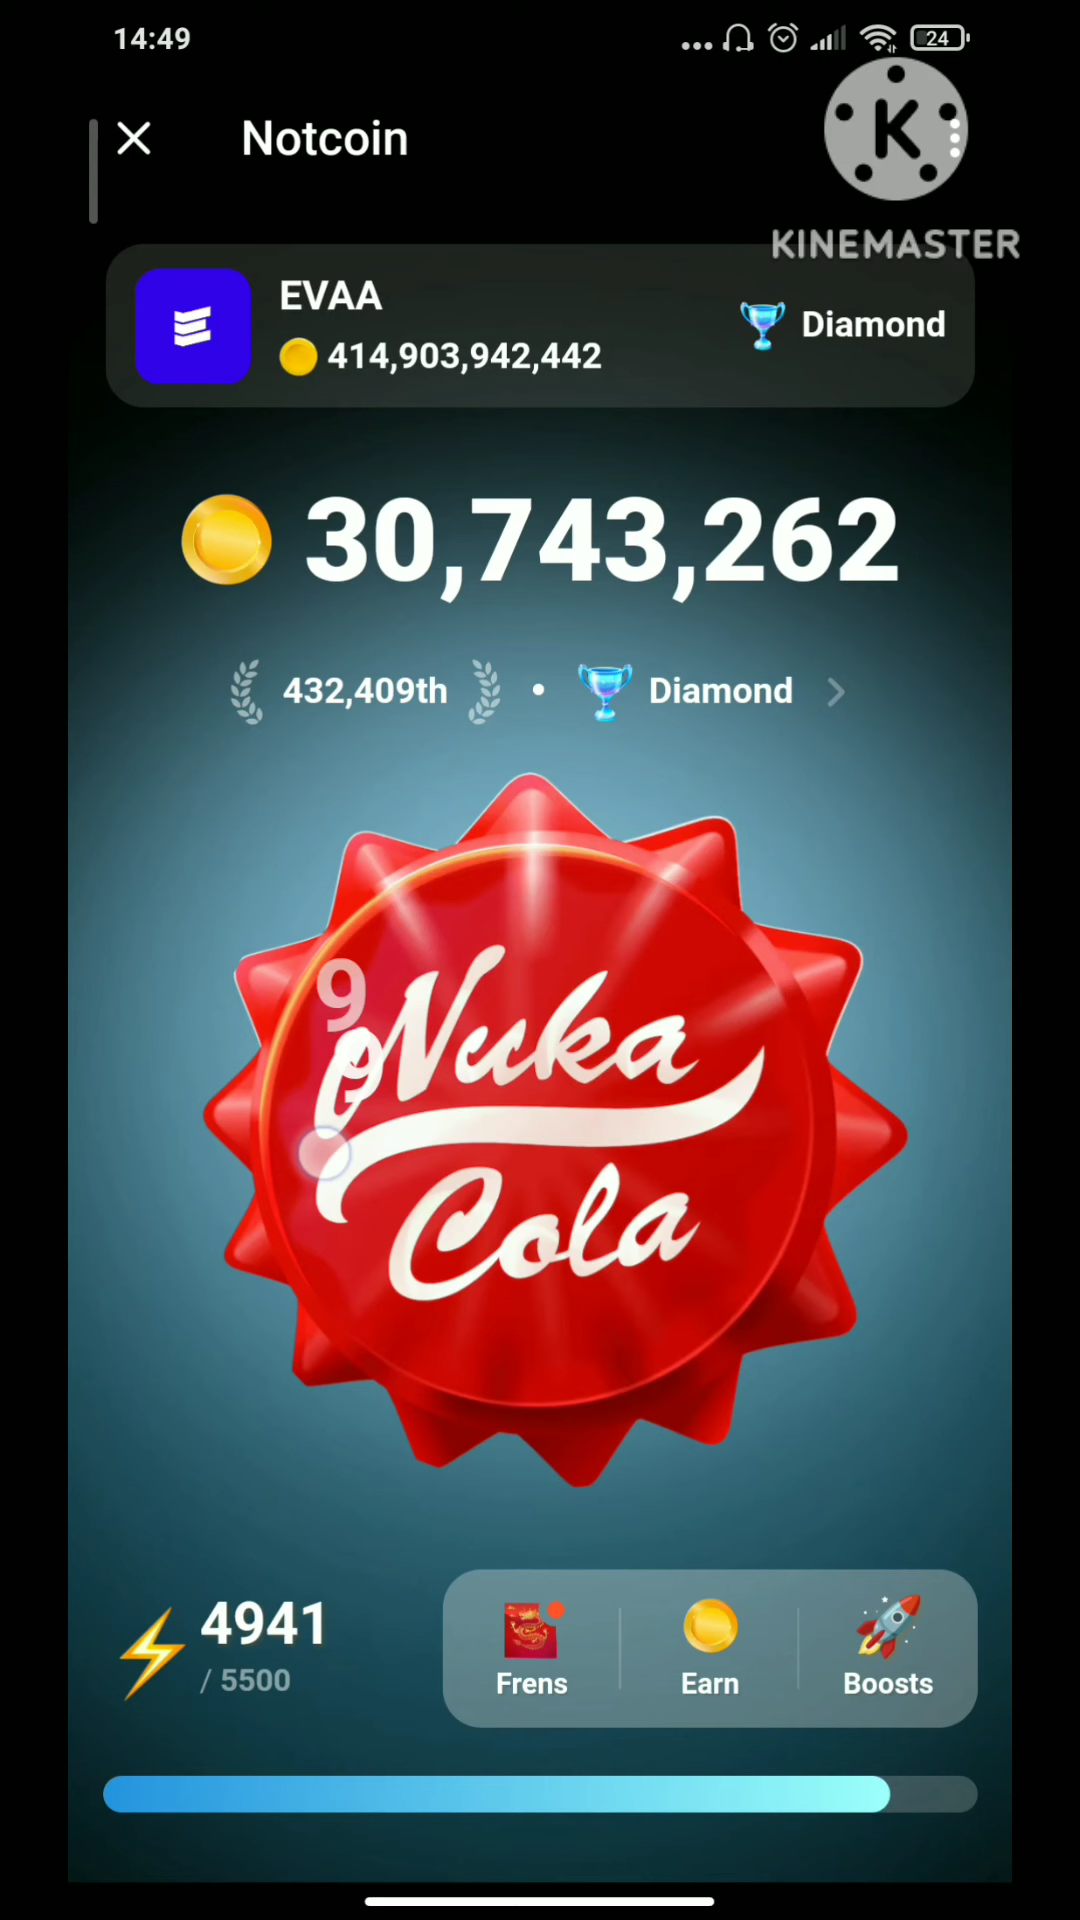 14:49
24
Notcoin
K
KINEMASTER
EVAA
414,903,942,442
Diamond
30,743,262
432,409th • Diamond
9
9
Nuka
Cola
4941
/ 5500
Frens
Earn
Boosts